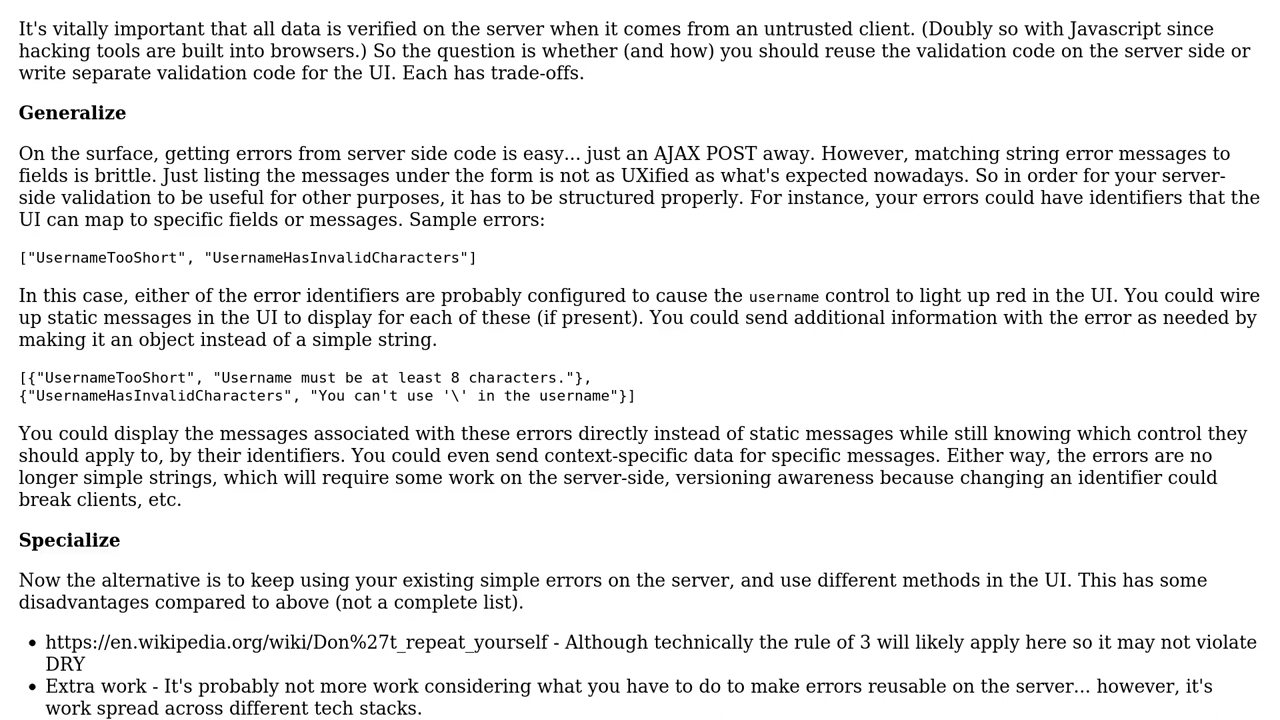 It's vitally important that all data is verified on the server when it comes from an untrusted client. (Doubly so with Javascript since
hacking tools are built into browsers.) So the question is whether (and how) you should reuse the validation code on the server side or
write separate validation code for the UI. Each has trade-offs.
Generalize
On the surface, getting errors from server side code is easy... just an AJAX POST away. However, matching string error messages to
fields is brittle. Just listing the messages under the form is not as UXified as what's expected nowadays. So in order for your server-
side validation to be useful for other purposes, it has to be structured properly. For instance, your errors could have identifiers that the
UI can map to specific fields or messages. Sample errors:
["UsernameTooShort", "UsernameHasInvalidCharacters"]
In this case, either of the error identifiers are probably configured to cause the username control to light up red in the UI. You could wire
up static messages in the UI to display for each of these (if present). You could send additional information with the error as needed by
making it an object instead of a simple string.
[{"UsernameTooShort", "Username must be at least 8 characters."},
{"UsernameHasInvalidCharacters", "You can't use '\' in the username"}]
You could display the messages associated with these errors directly instead of static messages while still knowing which control they
should apply to, by their identifiers. You could even send context-specific data for specific messages. Either way, the errors are no
longer simple strings, which will require some work on the server-side, versioning awareness because changing an identifier could
break clients, etc.
Specialize
Now the alternative is to keep using your existing simple errors on the server, and use different methods in the UI. This has some
disadvantages compared to above (not a complete list).
• https://en.wikipedia.org/wiki/Don%27t_repeat_yourself - Although technically the rule of 3 will likely apply here so it may not violate
DRY
• Extra work - It's probably not more work considering what you have to do to make errors reusable on the server... however, it's
work spread across different tech stacks.